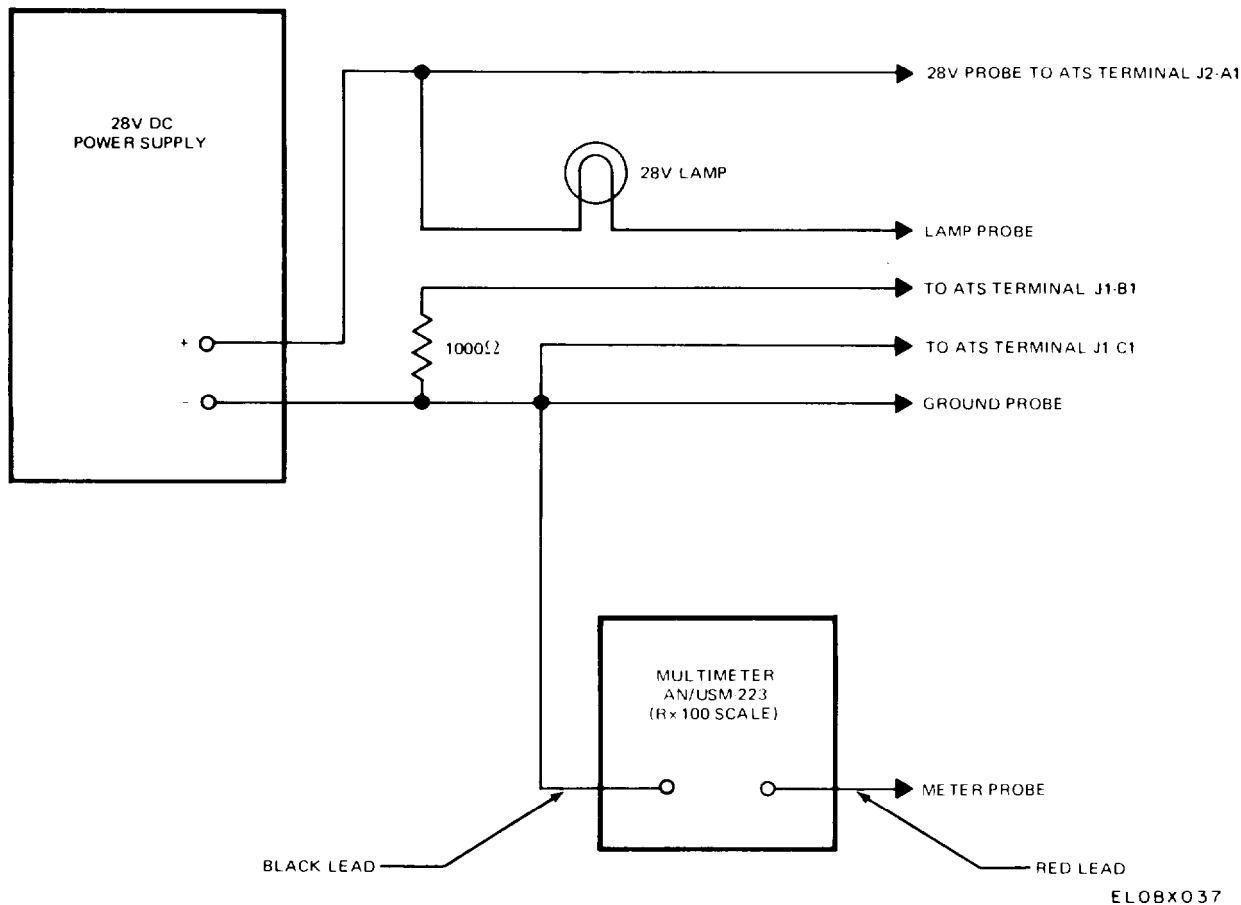 28V DC
POWER SUPPLY
28V PROBE TO ATS TERMINAL J2-A1
28V LAMP
LAMP PROBE
TO ATS TERMINAL J1-B1
+
1000Ω
TO ATS TERMINAL J1 C1
-
GROUND PROBE
MULTIMETER
AN/USM-223
(R×100 SCALE)
METER PROBE
BLACK LEAD
RED LEAD
ELOBX037